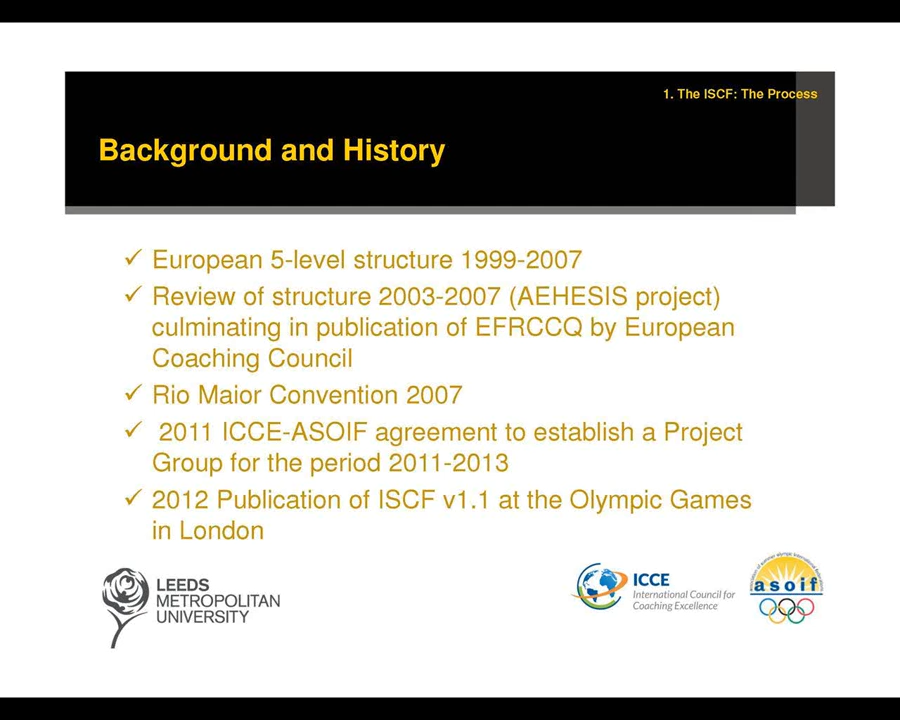 1. The ISCF: The Process
Background and History
✓ European 5-level structure 1999-2007
✓ Review of structure 2003-2007 (AEHESIS project)
culminating in publication of EFRCCQ by European
Coaching Council
✓ Rio Maior Convention 2007
✓ 2011 ICCE-ASOIF agreement to establish a Project
Group for the period 2011-2013
✓ 2012 Publication of ISCF v1.1 at the Olympic Games
in London
LEEDS
METROPOLITAN
UNIVERSITY
ICCE
International Council for
Coaching Excellence
asoif